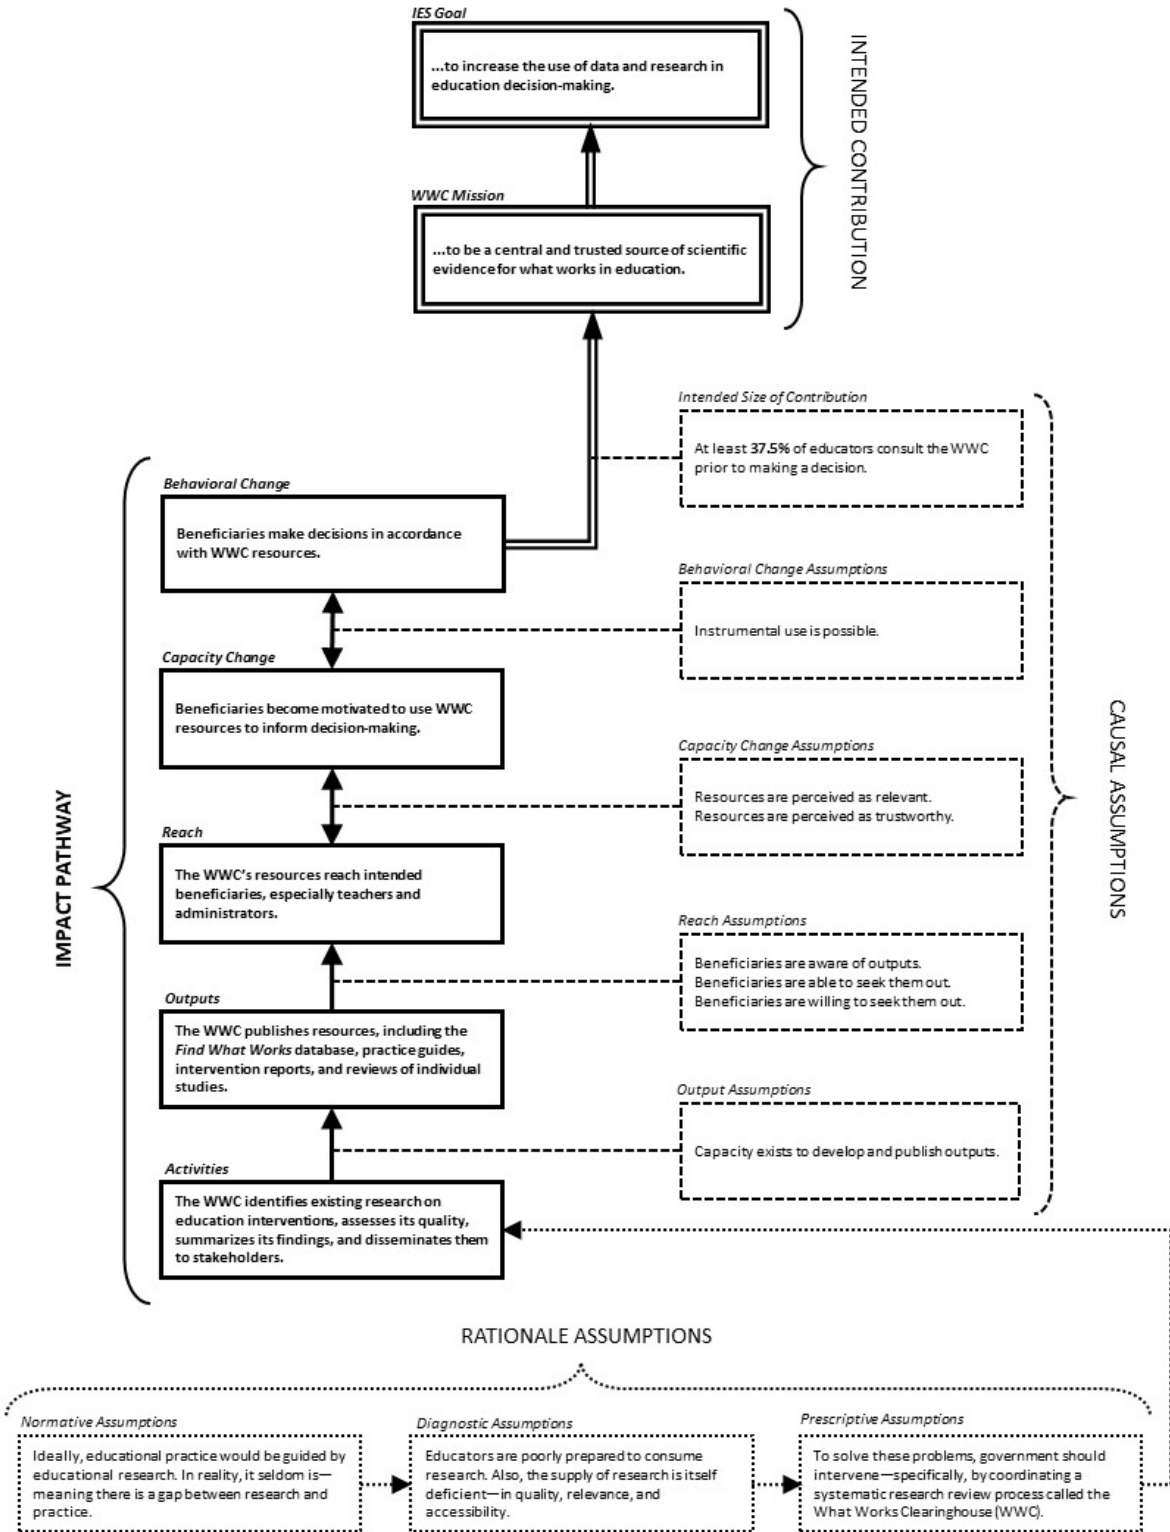 IES Goal
...to increase the use of data and research in
education decision-making.
WWC Mission
...to be a central and trusted source of scientific
evidence for what works in education.
INTENDED CONTRIBUTION
Intended Size of Contribution
At least 37.5% of educators consult the WWC
prior to making a decision.
Behavioral Change
Beneficiaries make decisions in accordance
with WWC resources.
Behavioral Change Assumptions
Instrumental use is possible.
Capacity Change
Beneficiaries become motivated to use WWC
resources to inform decision-making.
Capacity Change Assumptions
Resources are perceived as relevant.
Resources are perceived as trustworthy.
Reach
The WWC's resources reach intended
beneficiaries, especially teachers and
administrators.
Reach Assumptions
Beneficiaries are aware of outputs.
Beneficiaries are able to seek them out.
Beneficiaries are willing to seek them out.
Outputs
The WWC publishes resources, including the
Find What Works database, practice guides,
intervention reports, and reviews of individual
studies.
Output Assumptions
Capacity exists to develop and publish outputs.
Activities
The WWC identifies existing research on
education interventions, assesses its quality,
summarizes its findings, and disseminates them
to stakeholders.
IMPACT PATHWAY
CAUSAL ASSUMPTIONS
RATIONALE ASSUMPTIONS
Normative Assumptions
Ideally, educational practice would be guided by
educational research. In reality, it seldom is—
meaning there is a gap between research and
practice.
Diagnostic Assumptions
Educators are poorly prepared to consume
research. Also, the supply of research is itself
deficient—in quality, relevance, and
accessibility.
Prescriptive Assumptions
To solve these problems, government should
intervene—specifically, by coordinating a
systematic research review process called the
What Works Clearinghouse (WWC).